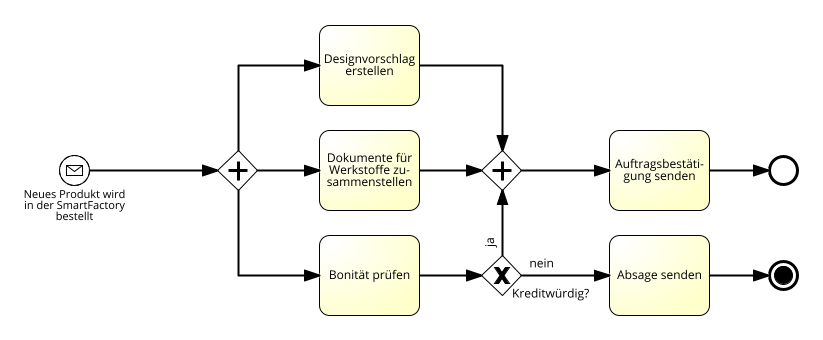 Designvorschlag
erstellen
Neues Produkt wird
in der SmartFactory
bestellt
Dokumente für
Werkstoffe zu-
sammenstellen
Auftragsbestäti-
gung senden
Bonität prüfen
ja
nein
Kreditwürdig?
Absage senden